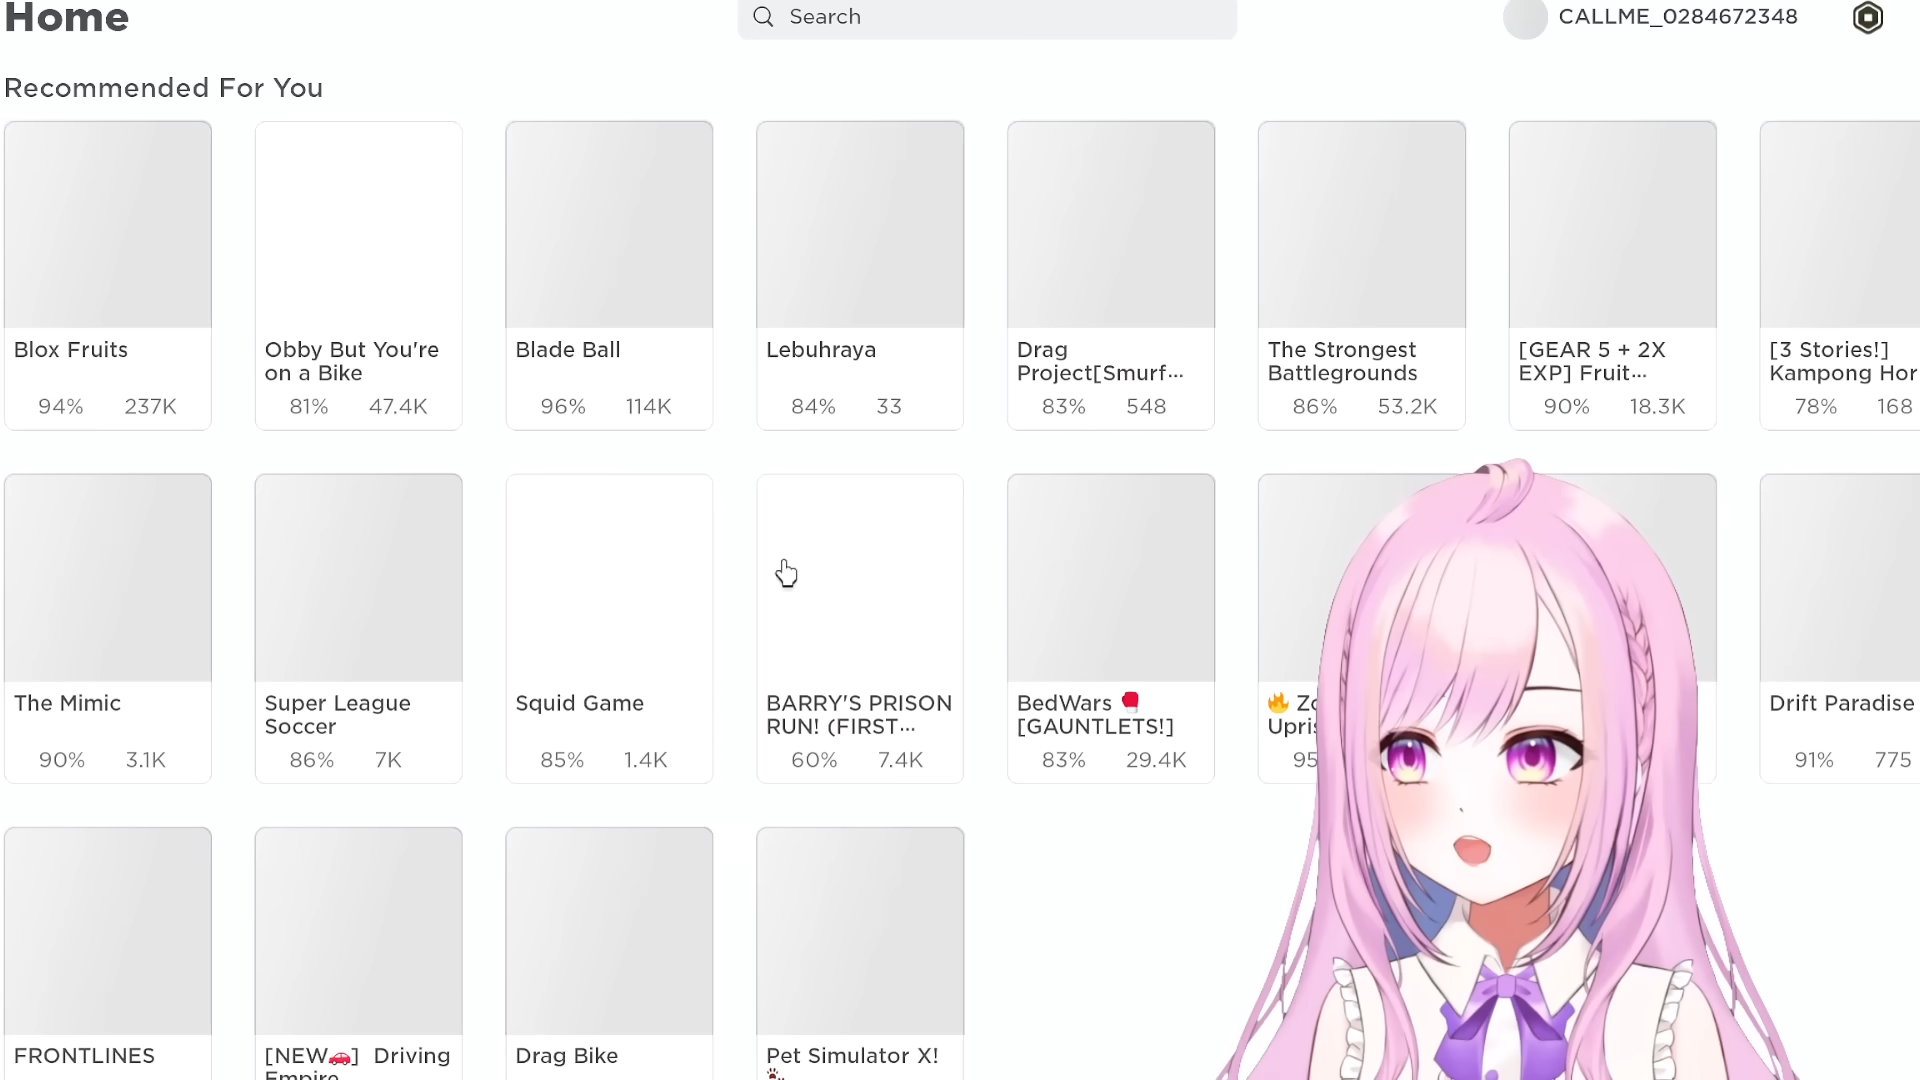 Home
Search
CALLME_0284672348
Recommended For You
Blox Fruits
94% 237K
Obby But You're
on a Bike
81% 47.4K
Blade Ball
96% 114K
Lebuhraya
84% 33
Drag
Project[Smurf...
83% 548
The Strongest
Battlegrounds
86% 53.2K
[GEAR 5 + 2X
EXP] Fruit...
90% 18.3K
[3 Stories!]
Kampong Hor
78% 168
The Mimic
90% 3.1K
Super League
Soccer
86% 7K
Squid Game
85% 1.4K
BARRY'S PRISON
RUN! (FIRST...
60% 7.4K
BedWars 🥊
[GAUNTLETS!]
83% 29.4K
🔥
95
Drift Paradise
91% 775
FRONTLINES
[NEW🚗] Driving
Empire
Drag Bike
Pet Simulator X!
🐾